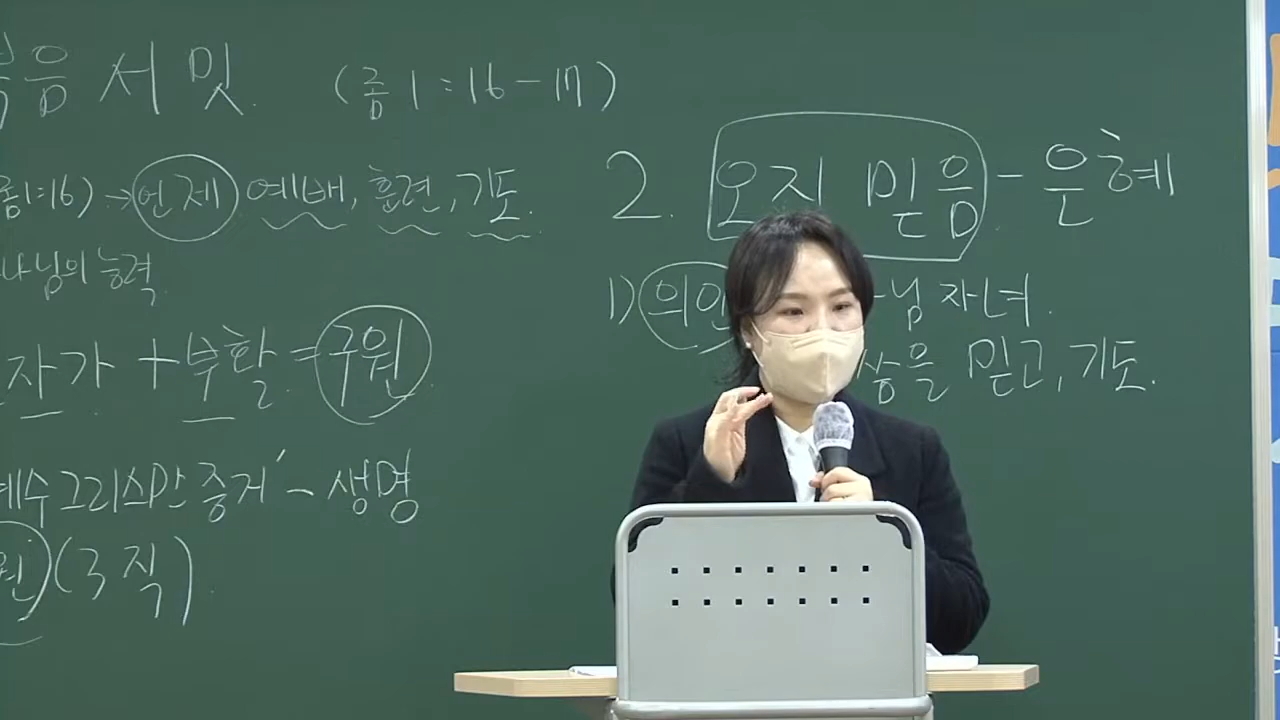 음 서밋.
(롬 1:16-17)
롬1:16) → 언제 예배, 훈련, 기도.
나님의 능력.
자가 + 부활 = 구원.
예수 그리스만 증거' - 생명
원 (3직).
2. 오직 믿음 - 은혜
1) 의인 님 자녀.
상을 믿고, 기도.